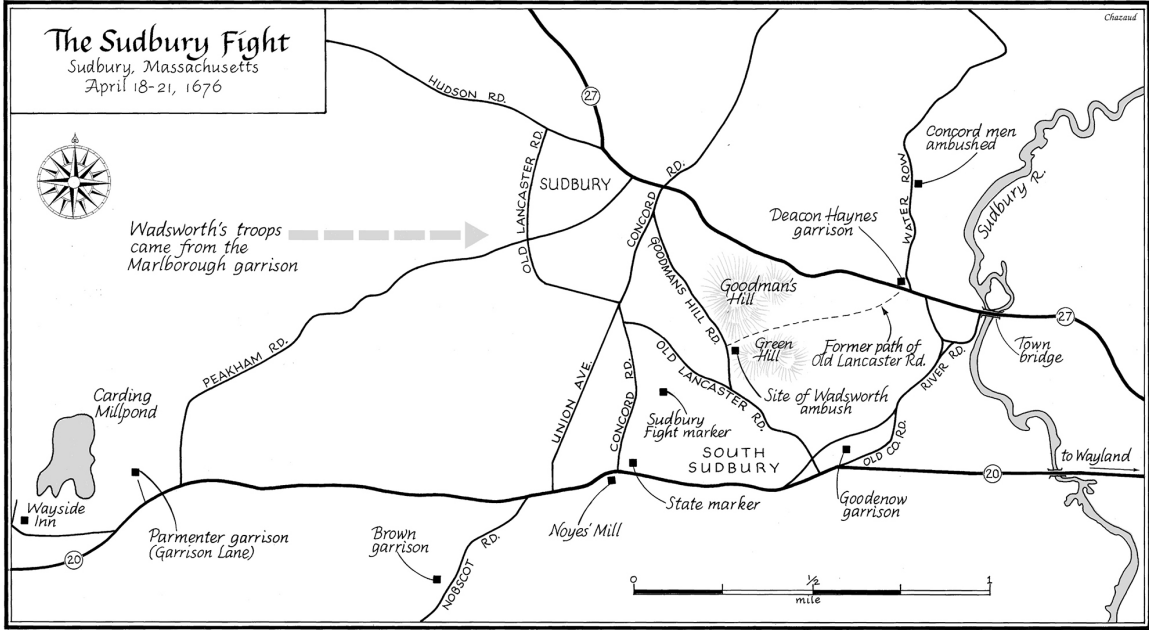 The Sudbury Fight
Sudbury, Massachusetts
April 18-21, 1676
Chazaud
HUDSON RD.
27
Concord men
ambushed
OLD LANCASTER RD.
SUDBURY
CONCORD RD.
WATER ROW
Sudbury R.
Deacon Haynes
garrison
Wadsworth's troops
came from the
Marlborough garrison
GOODMANS HILL RD.
Goodman's
Hill
27
Green
Hill
Former path of
Old Lancaster Rd.
Town
bridge
PEAKHAM RD.
OLD LANCASTER RD.
RIVER RD.
Carding
Millpond
UNION AVE.
CONCORD RD.
Site of Wadsworth
ambush
Sudbury
Fight marker
OLD CO. RD.
SOUTH
SUDBURY
to Wayland
20
Wayside
Inn
Parmenter garrison
(Garrison Lane)
Brown
garrison
Noyes' Mill
State marker
Goodenow
garrison
20
NOBSCOT RD.
0 1/2 1
mile